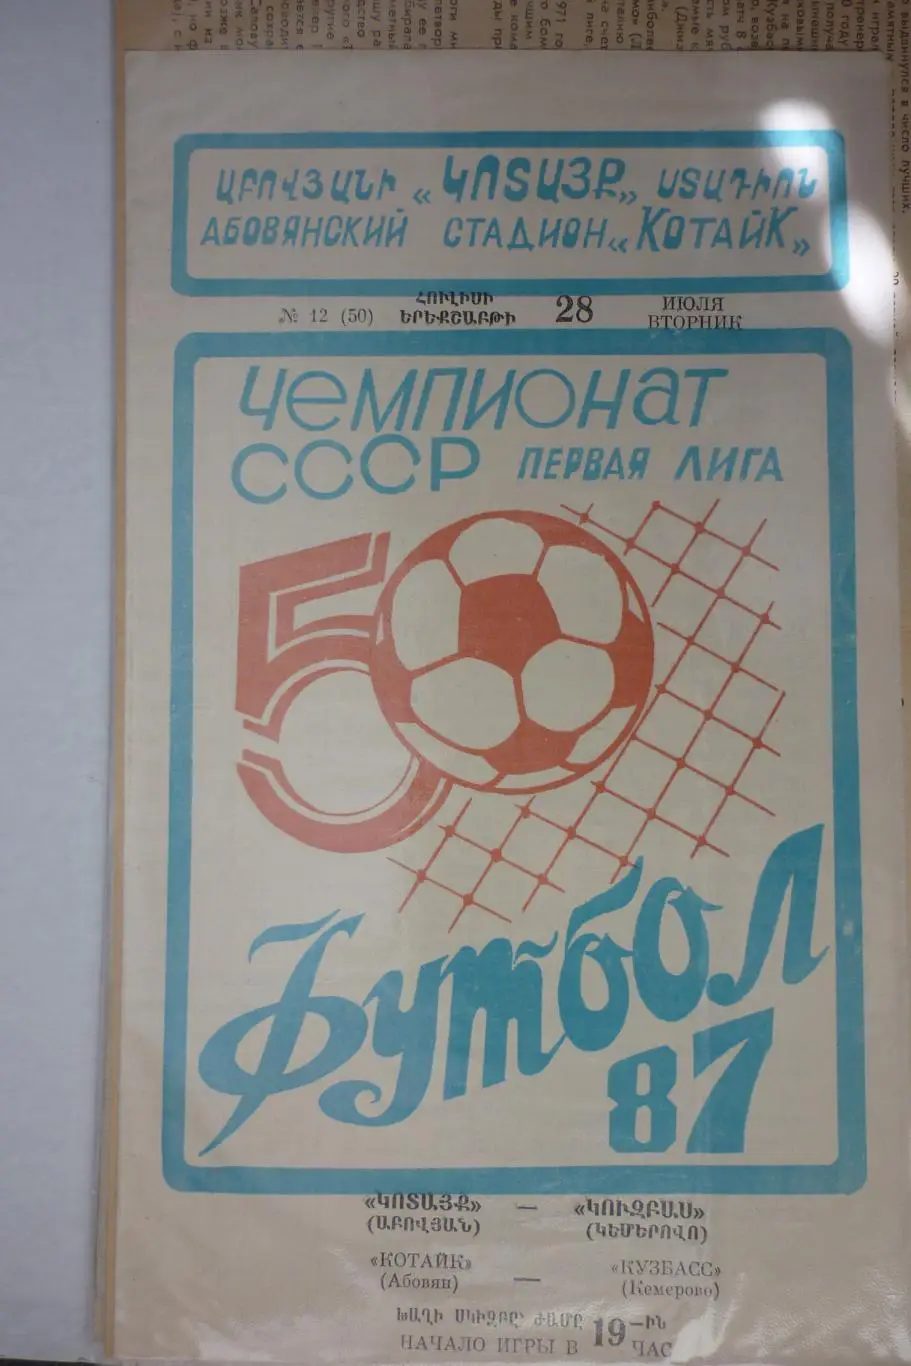 ԱԲՈՎՅԱՆԻ «ԿՈՏԱՅՔ» ՍՏԱԴԻՈՆ
АБОВЯНСКИЙ СТАДИОН «КОТАЙК»
№ 12 (50) ՀՈՒԼԻՍԻ ԵՐԵՔՇԱԲԹԻ 28 ИЮЛЯ ВТОРНИК
ЧЕМПИОНАТ
СССР ПЕРВАЯ ЛИГА
50
Футбол
87
«ԿՈՏԱՅՔ» — «ԿՈՒԶԲԱՍ»
(ԱԲՈՎՅԱՆ) (ԿԵՄԵՐՈՎՈ)
«КОТАЙК» — «КУЗБАСС»
(Абовян) (Кемерово)
ԽԱՂԻ ՍԿԻԶԲԸ ԺԱՄԸ 19-ԻՆ
НАЧАЛО ИГРЫ В 19 ЧАС